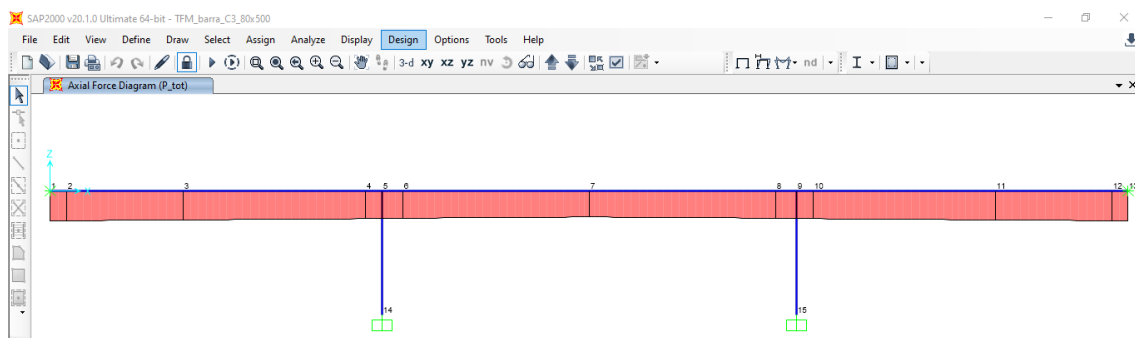 SAP2000 v20.1.0 Ultimate 64-bit - TFM_barra_C3_80x500
File Edit View Define Draw Select Assign Analyze Display Design Options Tools Help
3-d xy xz yz nv nd
Axial Force Diagram (P_tot)
Z
1 2 3 4 5 6 7 8 9 10 11 12 13
14 15